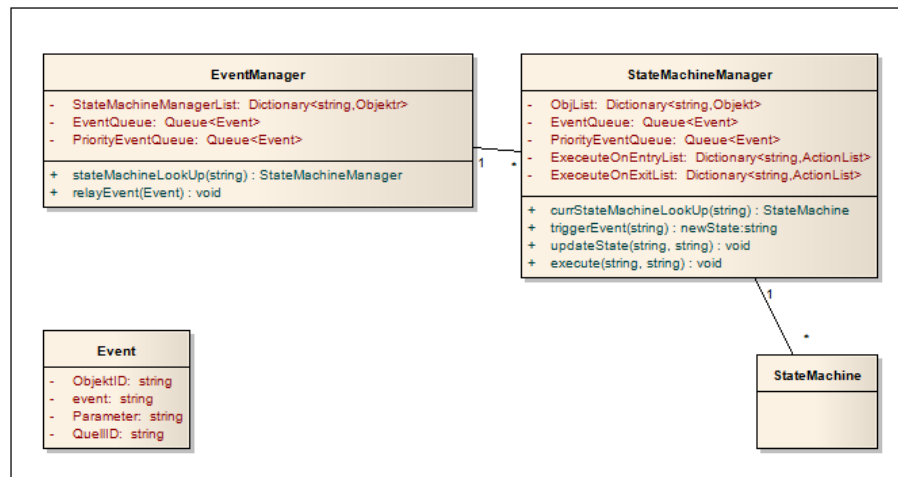 EventManager
- StateMachineManagerList: Dictionary<string,Objektr>
- EventQueue: Queue<Event>
- PriorityEventQueue: Queue<Event>
+ stateMachineLookUp(string) : StateMachineManager
+ relayEvent(Event) : void
StateMachineManager
- ObjList: Dictionary<string,Objekt>
- EventQueue: Queue<Event>
- PriorityEventQueue: Queue<Event>
- ExeceuteOnEntryList: Dictionary<string,ActionList>
- ExeceuteOnExitList: Dictionary<string,ActionList>
+ currStateMachineLookUp(string) : StateMachine
+ triggerEvent(string) : newState:string
+ updateState(string, string) : void
+ execute(string, string) : void
1
*
1
*
Event
- ObjektID: string
- event: string
- Parameter: string
- QuellID: string
StateMachine